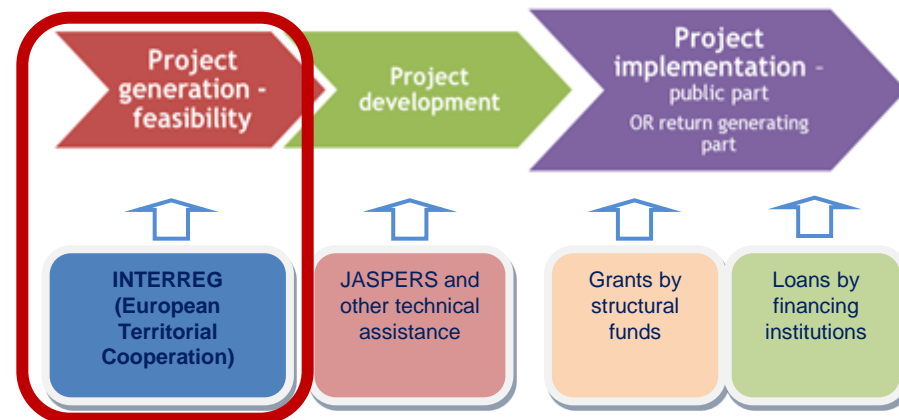 Project
generation -
feasibility
Project
development
Project
implementation –
public part
OR return generating
part
INTERREG
(European
Territorial
Cooperation)
JASPERS and
other technical
assistance
Grants by
structural
funds
Loans by
financing
institutions